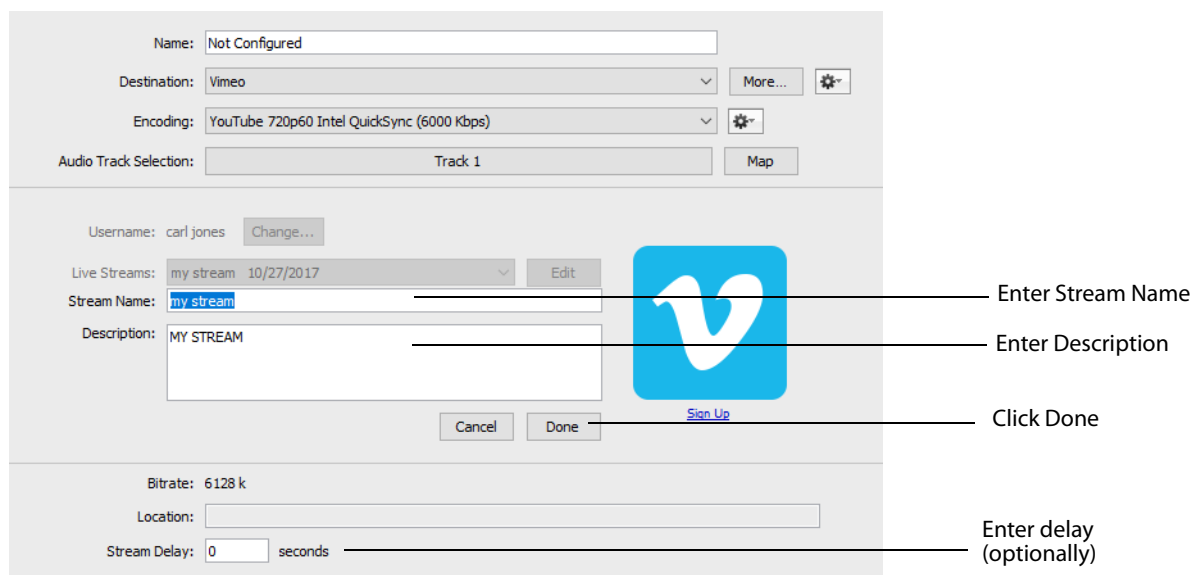 Name: Not Configured
Destination: Vimeo More...
Encoding: YouTube 720p60 Intel QuickSync (6000 Kbps)
Audio Track Selection: Track 1 Map
Username: carl jones Change...
Live Streams: my stream 10/27/2017 Edit
Stream Name: my stream Enter Stream Name
Description: MY STREAM Enter Description
Sign Up
Cancel Done Click Done
Bitrate: 6128 k
Location:
Stream Delay: 0 seconds Enter delay
(optionally)